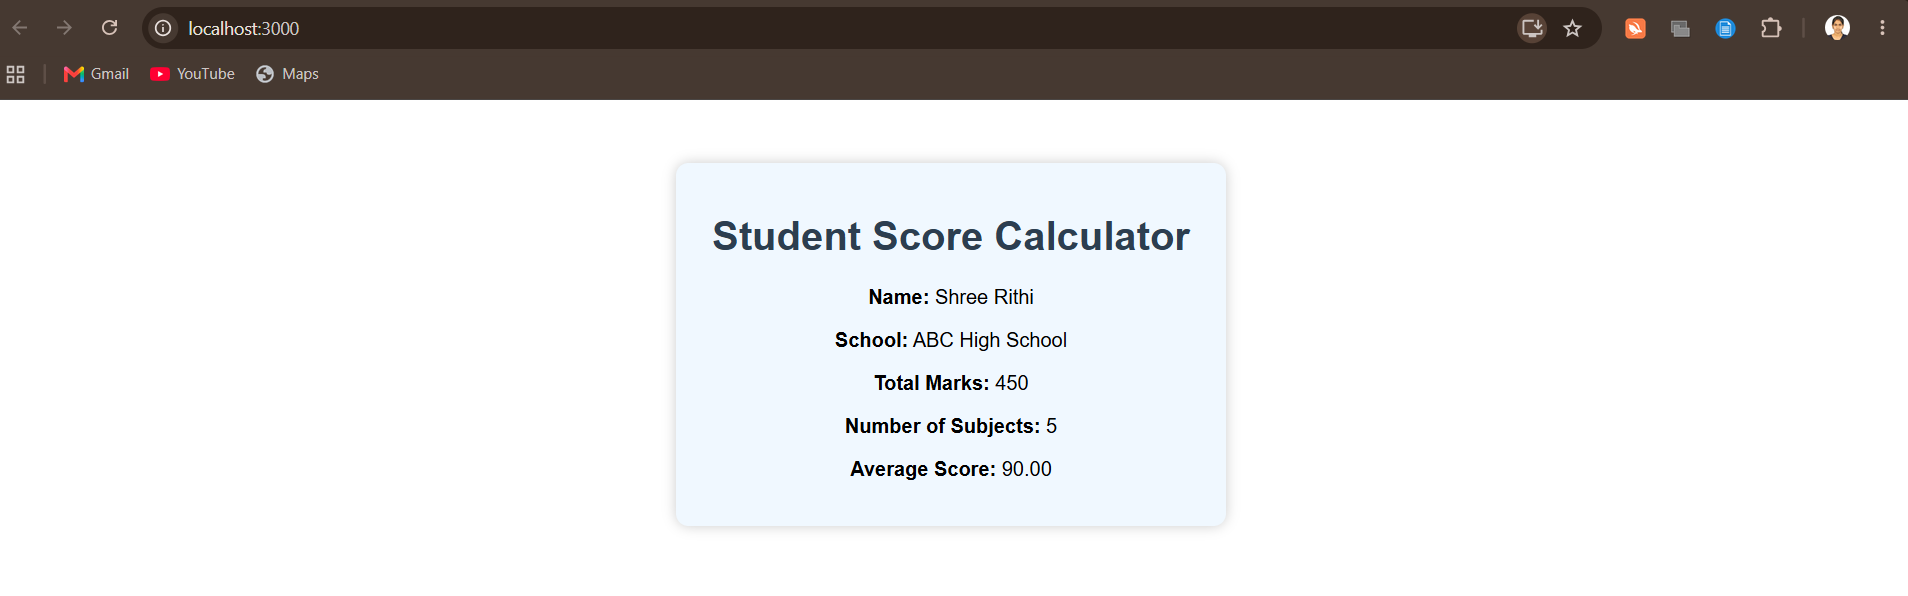 localhost:3000
Gmail YouTube Maps
Student Score Calculator
Name: Shree Rithi
School: ABC High School
Total Marks: 450
Number of Subjects: 5
Average Score: 90.00